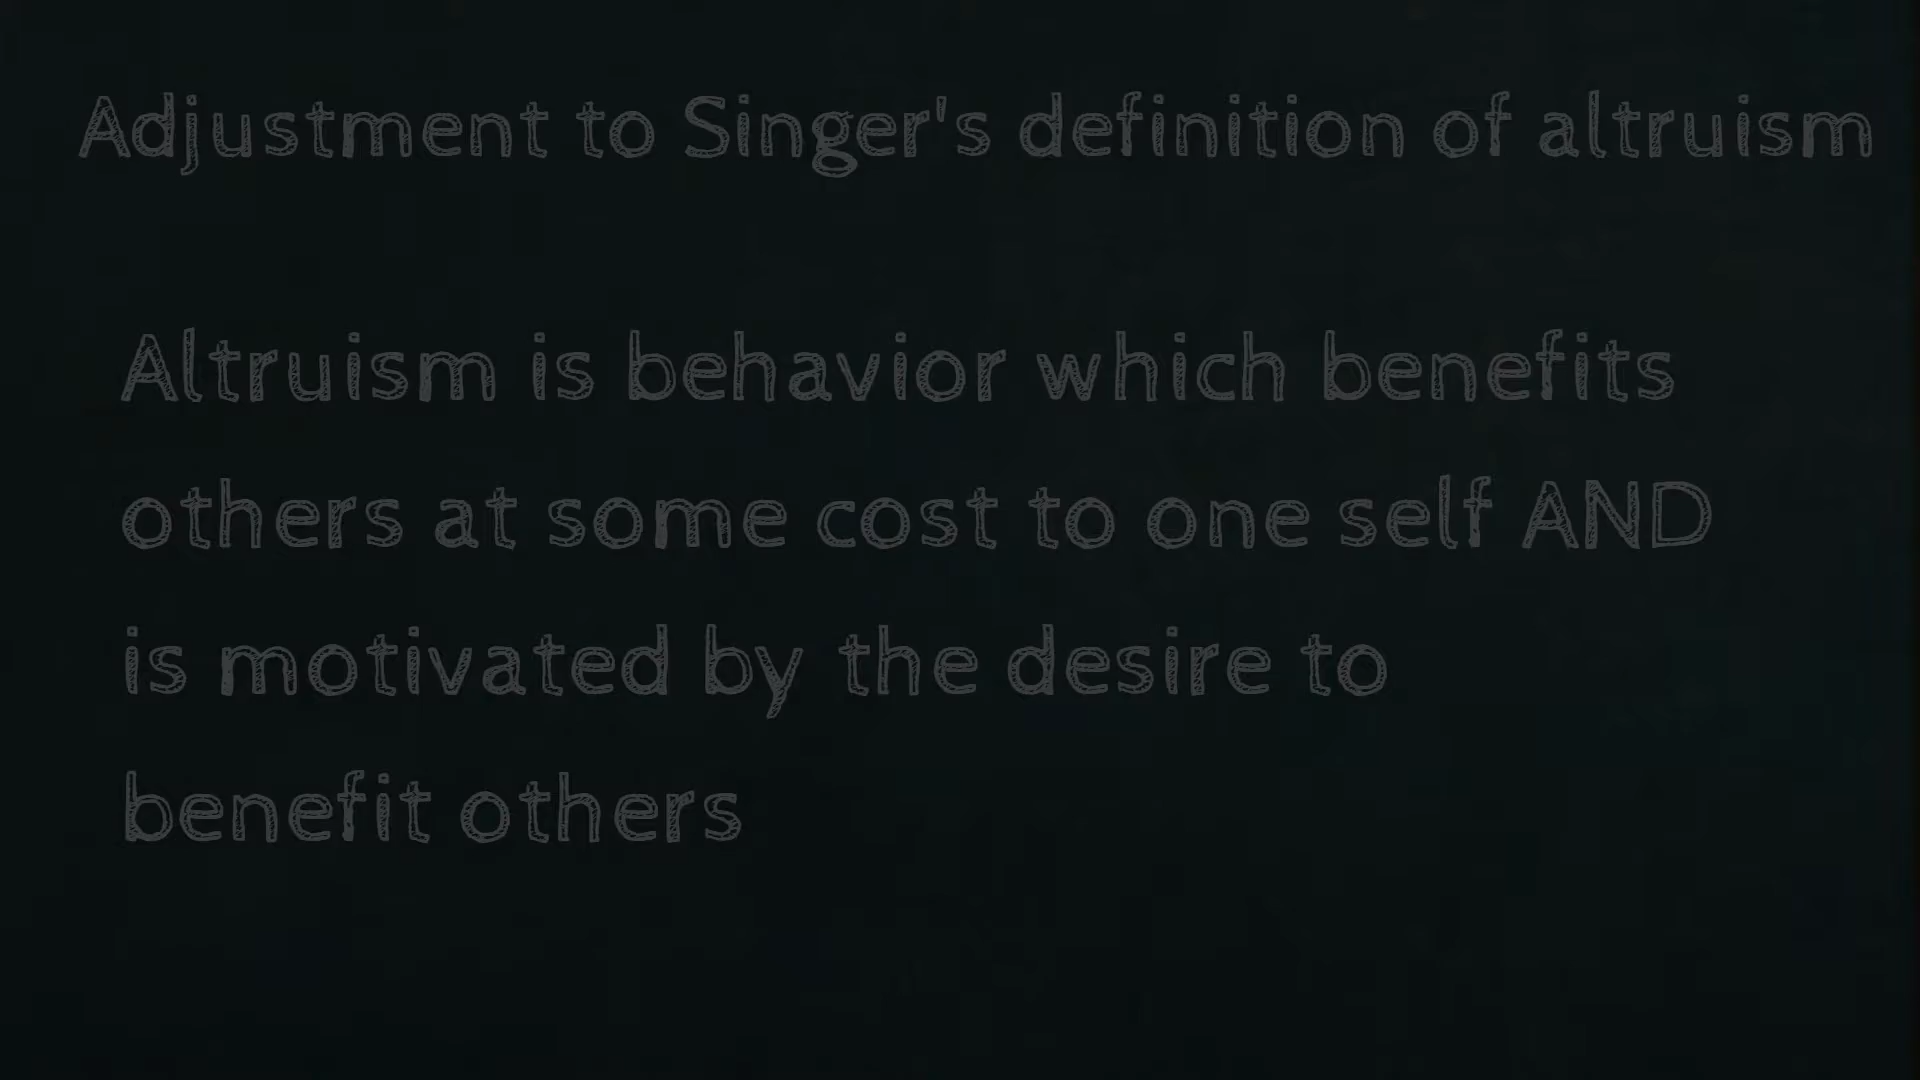 Adjustment to Singer's definition of altruism
Altruism is behavior which benefits
others at some cost to one self AND
is motivated by the desire to
benefit others